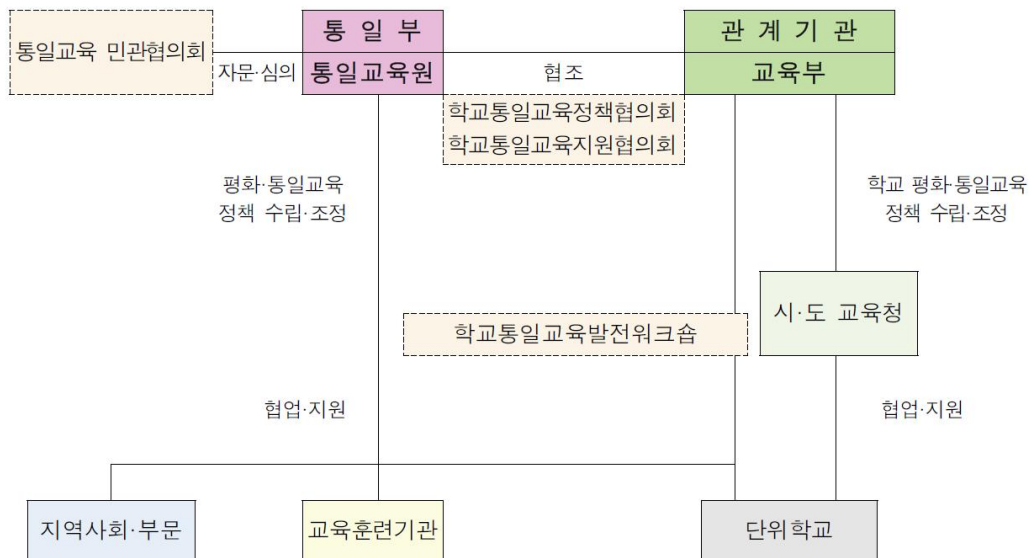 통일교육 민관협의회
자문·심의
통 일 부
통일교육원
협조
관 계 기 관
교육부
학교통일교육정책협의회
학교통일교육지원협의회
평화·통일교육
정책 수립·조정
학교 평화·통일교육
정책 수립·조정
시·도 교육청
학교통일교육발전워크숍
협업·지원
협업·지원
지역사회·부문
교육훈련기관
단위학교